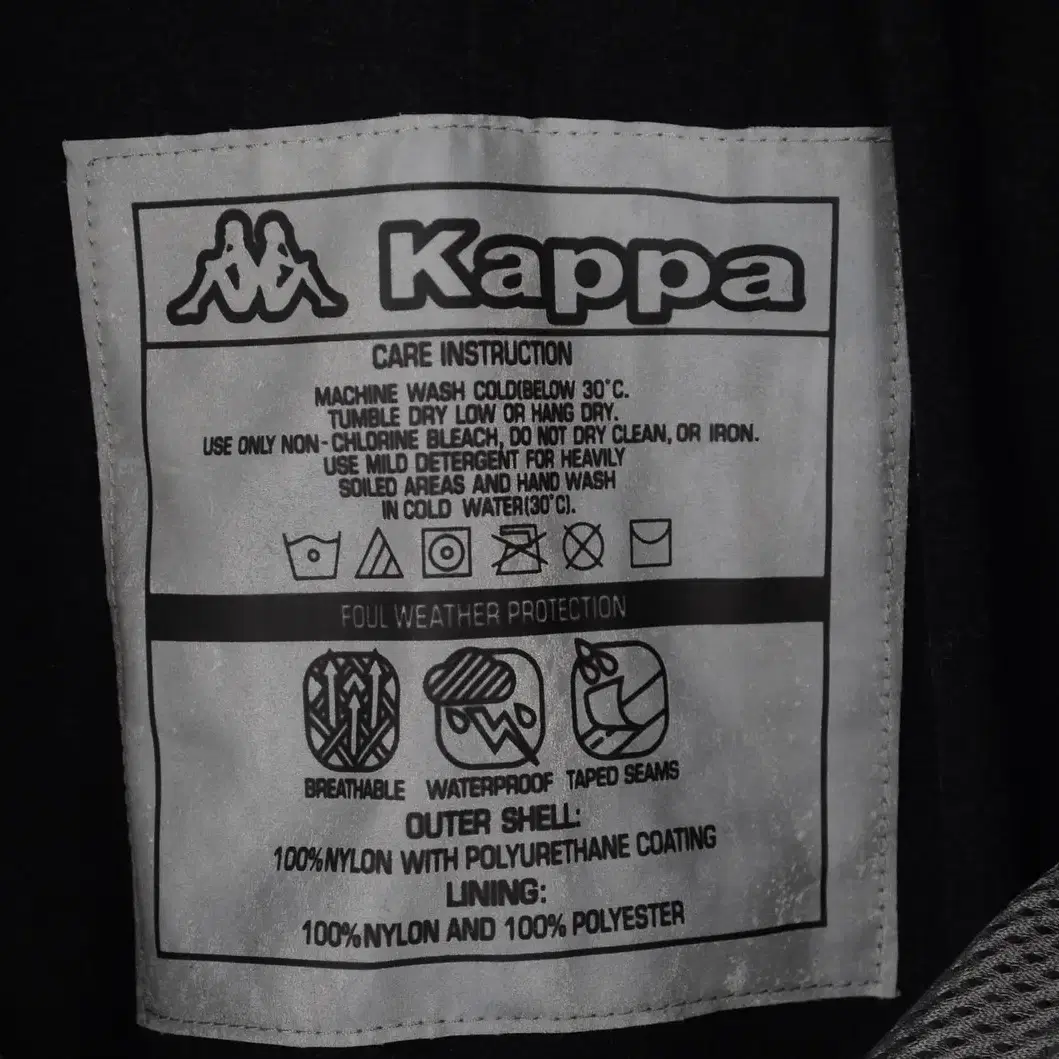 Kappa
CARE INSTRUCTION
MACHINE WASH COLD(BELOW 30°C.
TUMBLE DRY LOW OR HANG DRY.
USE ONLY NON-CHLORINE BLEACH, DO NOT DRY CLEAN, OR IRON.
USE MILD DETERGENT FOR HEAVILY
SOILED AREAS AND HAND WASH
IN COLD WATER(30°C).
FOUL WEATHER PROTECTION
BREATHABLE WATERPROOF TAPED SEAMS
OUTER SHELL:
100%NYLON WITH POLYURETHANE COATING
LINING:
100%NYLON AND 100% POLYESTER